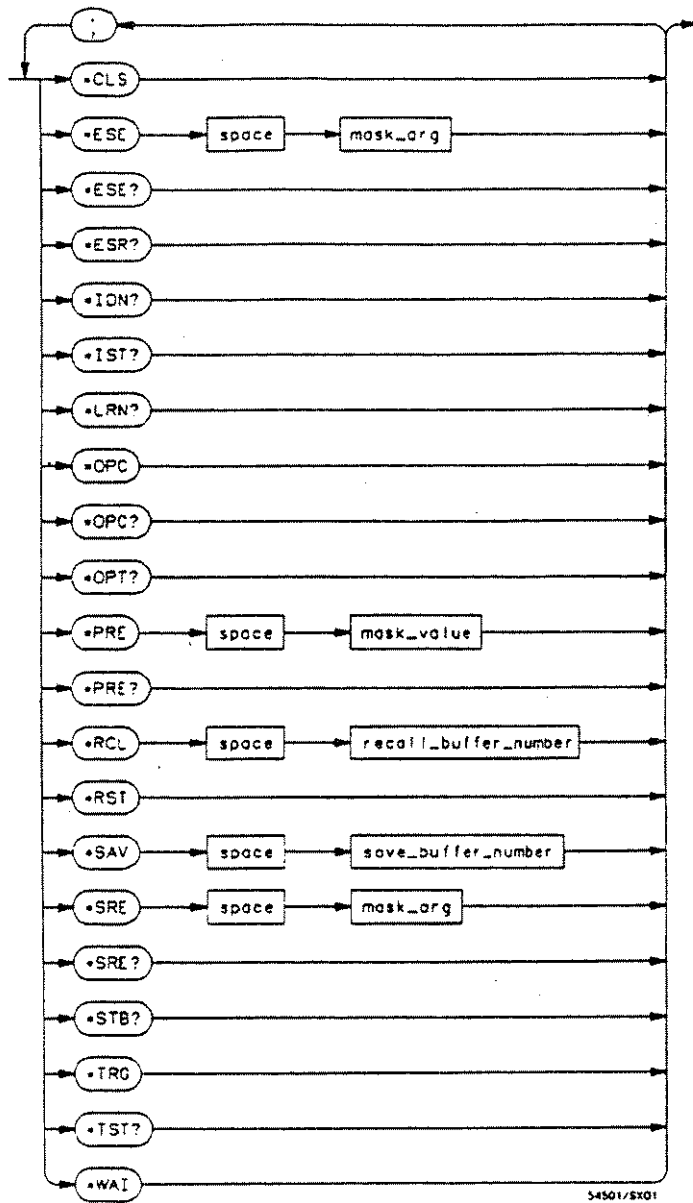 ;
*CLS
*ESE space mask_arg
*ESE?
*ESR?
*IDN?
*IST?
*LRN?
*OPC
*OPC?
*OPT?
*PRE space mask_value
*PRE?
*RCL space recall_buffer_number
*RST
*SAV space save_buffer_number
*SRE space mask_arg
*SRE?
*STB?
*TRG
*TST?
*WAI
54501/SX01